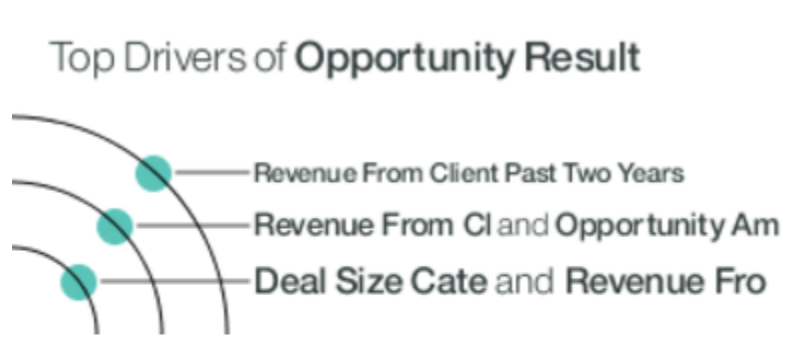 Top Drivers of Opportunity Result
Revenue From Client Past Two Years
Revenue From Cl and Opportunity Am
Deal Size Cate and Revenue Fro